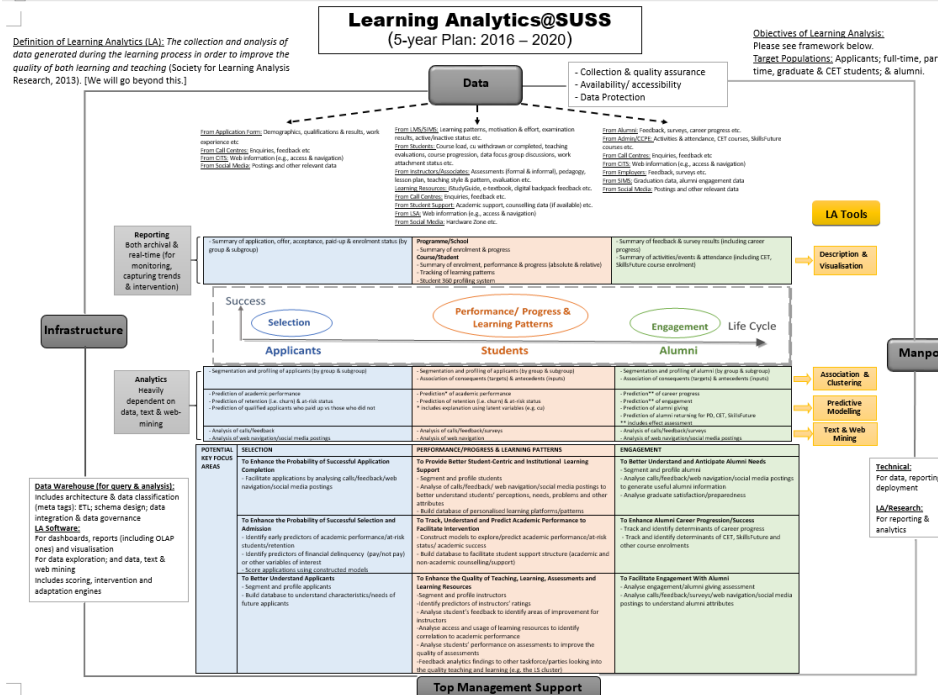 Learning Analytics@SUSS
(5-year Plan: 2016 – 2020)
Definition of Learning Analytics (LA): The collection and analysis of
data generated during the learning process in order to improve the
quality of both learning and teaching (Society for Learning Analysis
Research, 2013). [We will go beyond this.]
Objectives of Learning Analysis:
Please see framework below.
Target Populations: Applicants; full-time, par
time, graduate & CET students; & alumni.
Data
- Collection & quality assurance
- Availability/ accessibility
- Data Protection
From Application Form: Demographics, qualifications & results, work
experience etc
From Call Centres: Enquiries, feedback etc
From CITS: Web information (e.g., access & navigation)
From Social Media: Postings and other relevant data
From LMS/SIMS: Learning patterns, motivation & effort, examination
results, active/inactive status etc.
From Students: Course load, cu withdrawn or completed, teaching
evaluations, course progression, data focus group discussions, work
attachment status etc.
From Instructors/Associates: Assessments (formal & informal), pedagogy,
lesson plan, teaching style & pattern, evaluation etc.
Learning Resources: iStudyGuide, e-textbook, digital backpack feedback etc.
From Call Centres: Enquiries, feedback etc.
From Student Support: Academic support, counselling data (if available) etc.
From LSA: Web information (e.g., access & navigation)
From Social Media: Hardware Zone etc.
From Alumni: Feedback, surveys, career progress etc.
From Admin/CCPE: Activities & attendance, CET courses, SkillsFuture
courses etc.
From Call Centres: Enquiries, feedback etc
From CITS: Web information (e.g., access & navigation)
From Employers: Feedback, surveys etc.
From SIMS: Graduation data, alumni engagement data
From Social Media: Postings and other relevant data
LA Tools
Reporting
Both archival &
real-time (for
monitoring,
capturing trends
& intervention)
- Summary of application, offer, acceptance, paid-up & enrolment status (by
group & subgroup)
Programme/School
- Summary of enrolment & progress
Course/Student
- Summary of enrolment, performance & progress (absolute & relative)
- Tracking of learning patterns
- Student 360 profiling system
- Summary of feedback & survey results (including career
progress)
- Summary of activities/events & attendance (including CET,
SkillsFuture course enrolment)
Description &
Visualisation
Infrastructure
Success
Selection
Performance/ Progress &
Learning Patterns
Engagement
Life Cycle
Applicants
Students
Alumni
Manpo
Analytics
Heavily
dependent on
data, text & web-
mining
- Segmentation and profiling of applicants (by group & subgroup)
- Segmentation and profiling of applicants (by group & subgroup)
- Association of consequents (targets) & antecedents (inputs)
- Segmentation and profiling of alumni (by group & subgroup)
- Association of consequents (targets) & antecedents (inputs)
Association &
Clustering
- Prediction of academic performance
- Prediction of retention (i.e. churn) & at-risk status
- Prediction of qualified applicants who paid up vs those who did not
- Prediction* of academic performance
- Prediction of retention (i.e. churn) & at-risk status
* Includes explanation using latent variables (e.g. cu)
- Prediction** of career progress
- Prediction** of engagement
- Prediction of alumni giving
- Prediction of alumni returning for PD, CET, SkillsFuture
** includes effect assessment
Predictive
Modelling
- Analysis of calls/feedback
- Analysis of web navigation/social media postings
- Analysis of calls/feedback/surveys
- Analysis of web navigation
- Analysis of calls/feedback/surveys
- Analysis of web navigation/social media postings
Text & Web
Mining
POTENTIAL
KEY FOCUS
AREAS
SELECTION
PERFORMANCE/PROGRESS & LEARNING PATTERNS
ENGAGEMENT
To Enhance the Probability of Successful Application
Completion
- Facilitate applications by analysing calls/feedback/web
navigation/social media postings
To Provide Better Student-Centric and Institutional Learning
Support
- Segment and profile students
- Analyse of calls/feedback/ web navigation/social media postings to
better understand students' perceptions, needs, problems and other
attributes
- Build database of personalised learning platforms/patterns
To Better Understand and Anticipate Alumni Needs
- Segment and profile alumni
- Analyse calls/feedback/web navigation/social media postings
to generate useful alumni information
- Analyse graduate satisfaction/preparedness
To Enhance the Probability of Successful Selection and
Admission
- Identify early predictors of academic performance/at-risk
students/retention
- Identify predictors of financial delinquency (pay/not pay)
or other variables of interest
- Score applications using constructed models
To Track, Understand and Predict Academic Performance to
Facilitate Intervention
- Construct models to explore/predict academic performance/at-risk
status/ academic success
- Build database to facilitate student support structure (academic and
non-academic counselling/support)
To Enhance Alumni Career Progression/Success
- Track and identify determinants of career progress
- Track and identify determinants of CET, SkillsFuture and
other course enrolments
To Better Understand Applicants
- Segment and profile applicants
- Build database to understand characteristics/needs of
future applicants
To Enhance the Quality of Teaching, Learning, Assessments and
Learning Resources
-Segment and profile instructors
-Identify predictors of instructors' ratings
- Analyse student's feedback to identify areas of improvement for
instructors
-Analyse access and usage of learning resources to identify
correlation to academic performance
- Analyse students' performance on assessments to improve the
quality of assessments
-Feedback analytics findings to other taskforce/parties looking into
the quality teaching and learning (e.g. the LS cluster)
To Facilitate Engagement With Alumni
- Analyse engagement/alumni giving assessment
- Analyse calls/feedback/surveys/web navigation/social media
postings to understand alumni attributes
Data Warehouse (for query & analysis):
Includes architecture & data classification
(meta tags): ETL; schema design; data
integration & data governance
LA Software:
For dashboards, reports (including OLAP
ones) and visualisation
For data exploration; and data, text &
web mining
Includes scoring, intervention and
adaptation engines
Technical:
For data, reporting
deployment
LA/Research:
For reporting &
analytics
Top Management Support